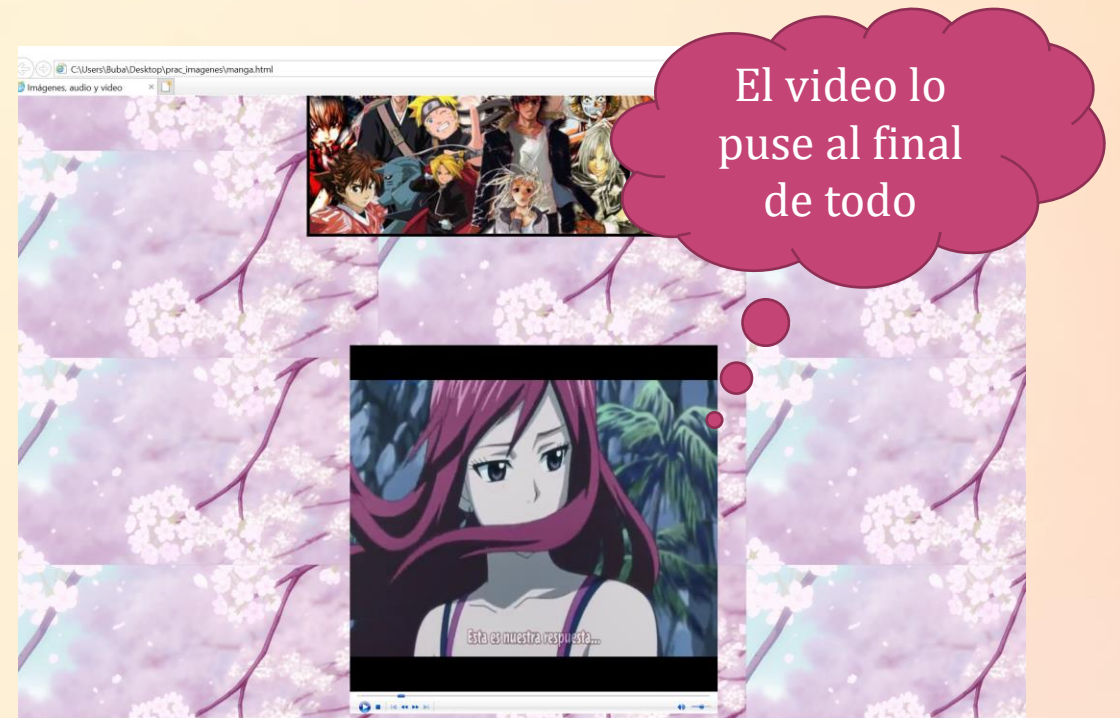 C:\Users\Buba\Desktop\prac_imagenes\manga.html
Imágenes, audio y video
El video lo
puse al final
de todo
Esta es nuestra respuesta...